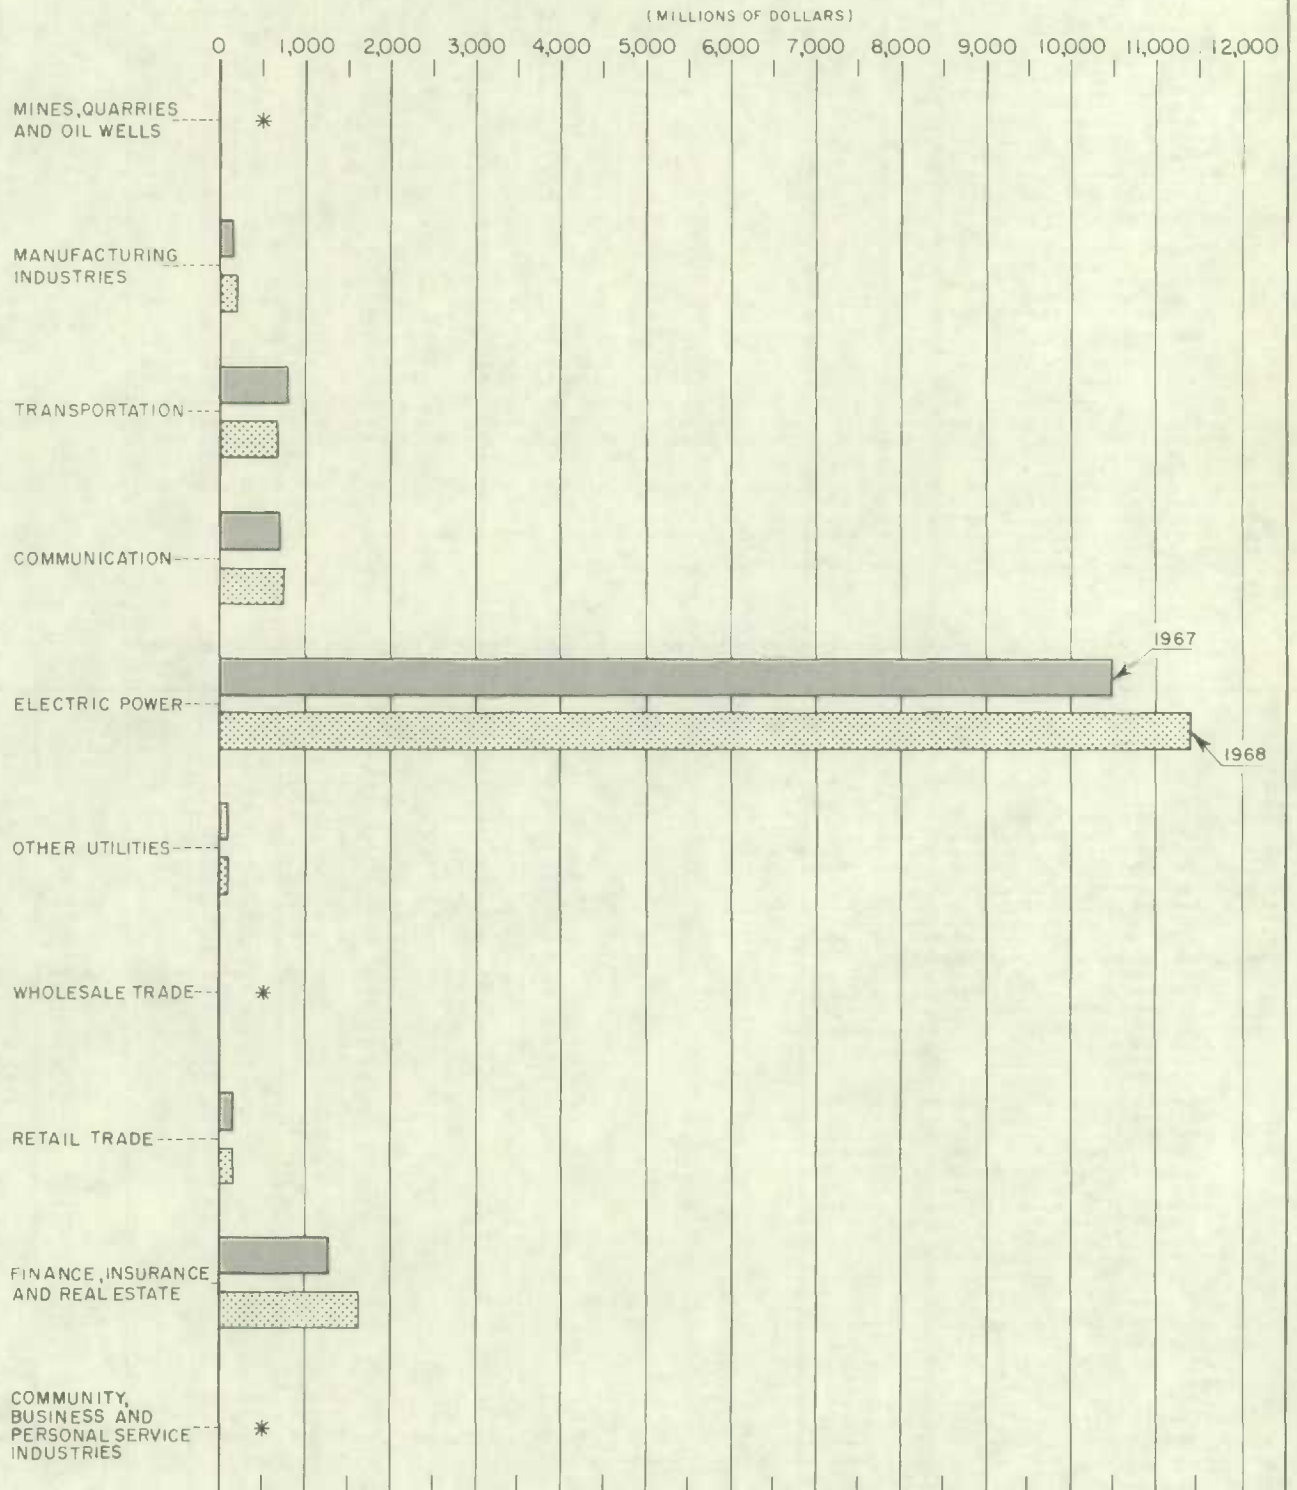 (MILLIONS OF DOLLARS)
0 1,000 2,000 3,000 4,000 5,000 6,000 7,000 8,000 9,000 10,000 11,000 12,000
MINES, QUARRIES
AND OIL WELLS
*
MANUFACTURING
INDUSTRIES
TRANSPORTATION
COMMUNICATION
1967
ELECTRIC POWER
1968
OTHER UTILITIES
WHOLESALE TRADE
*
RETAIL TRADE
FINANCE, INSURANCE
AND REAL ESTATE
COMMUNITY,
BUSINESS AND
PERSONAL SERVICE
INDUSTRIES
*